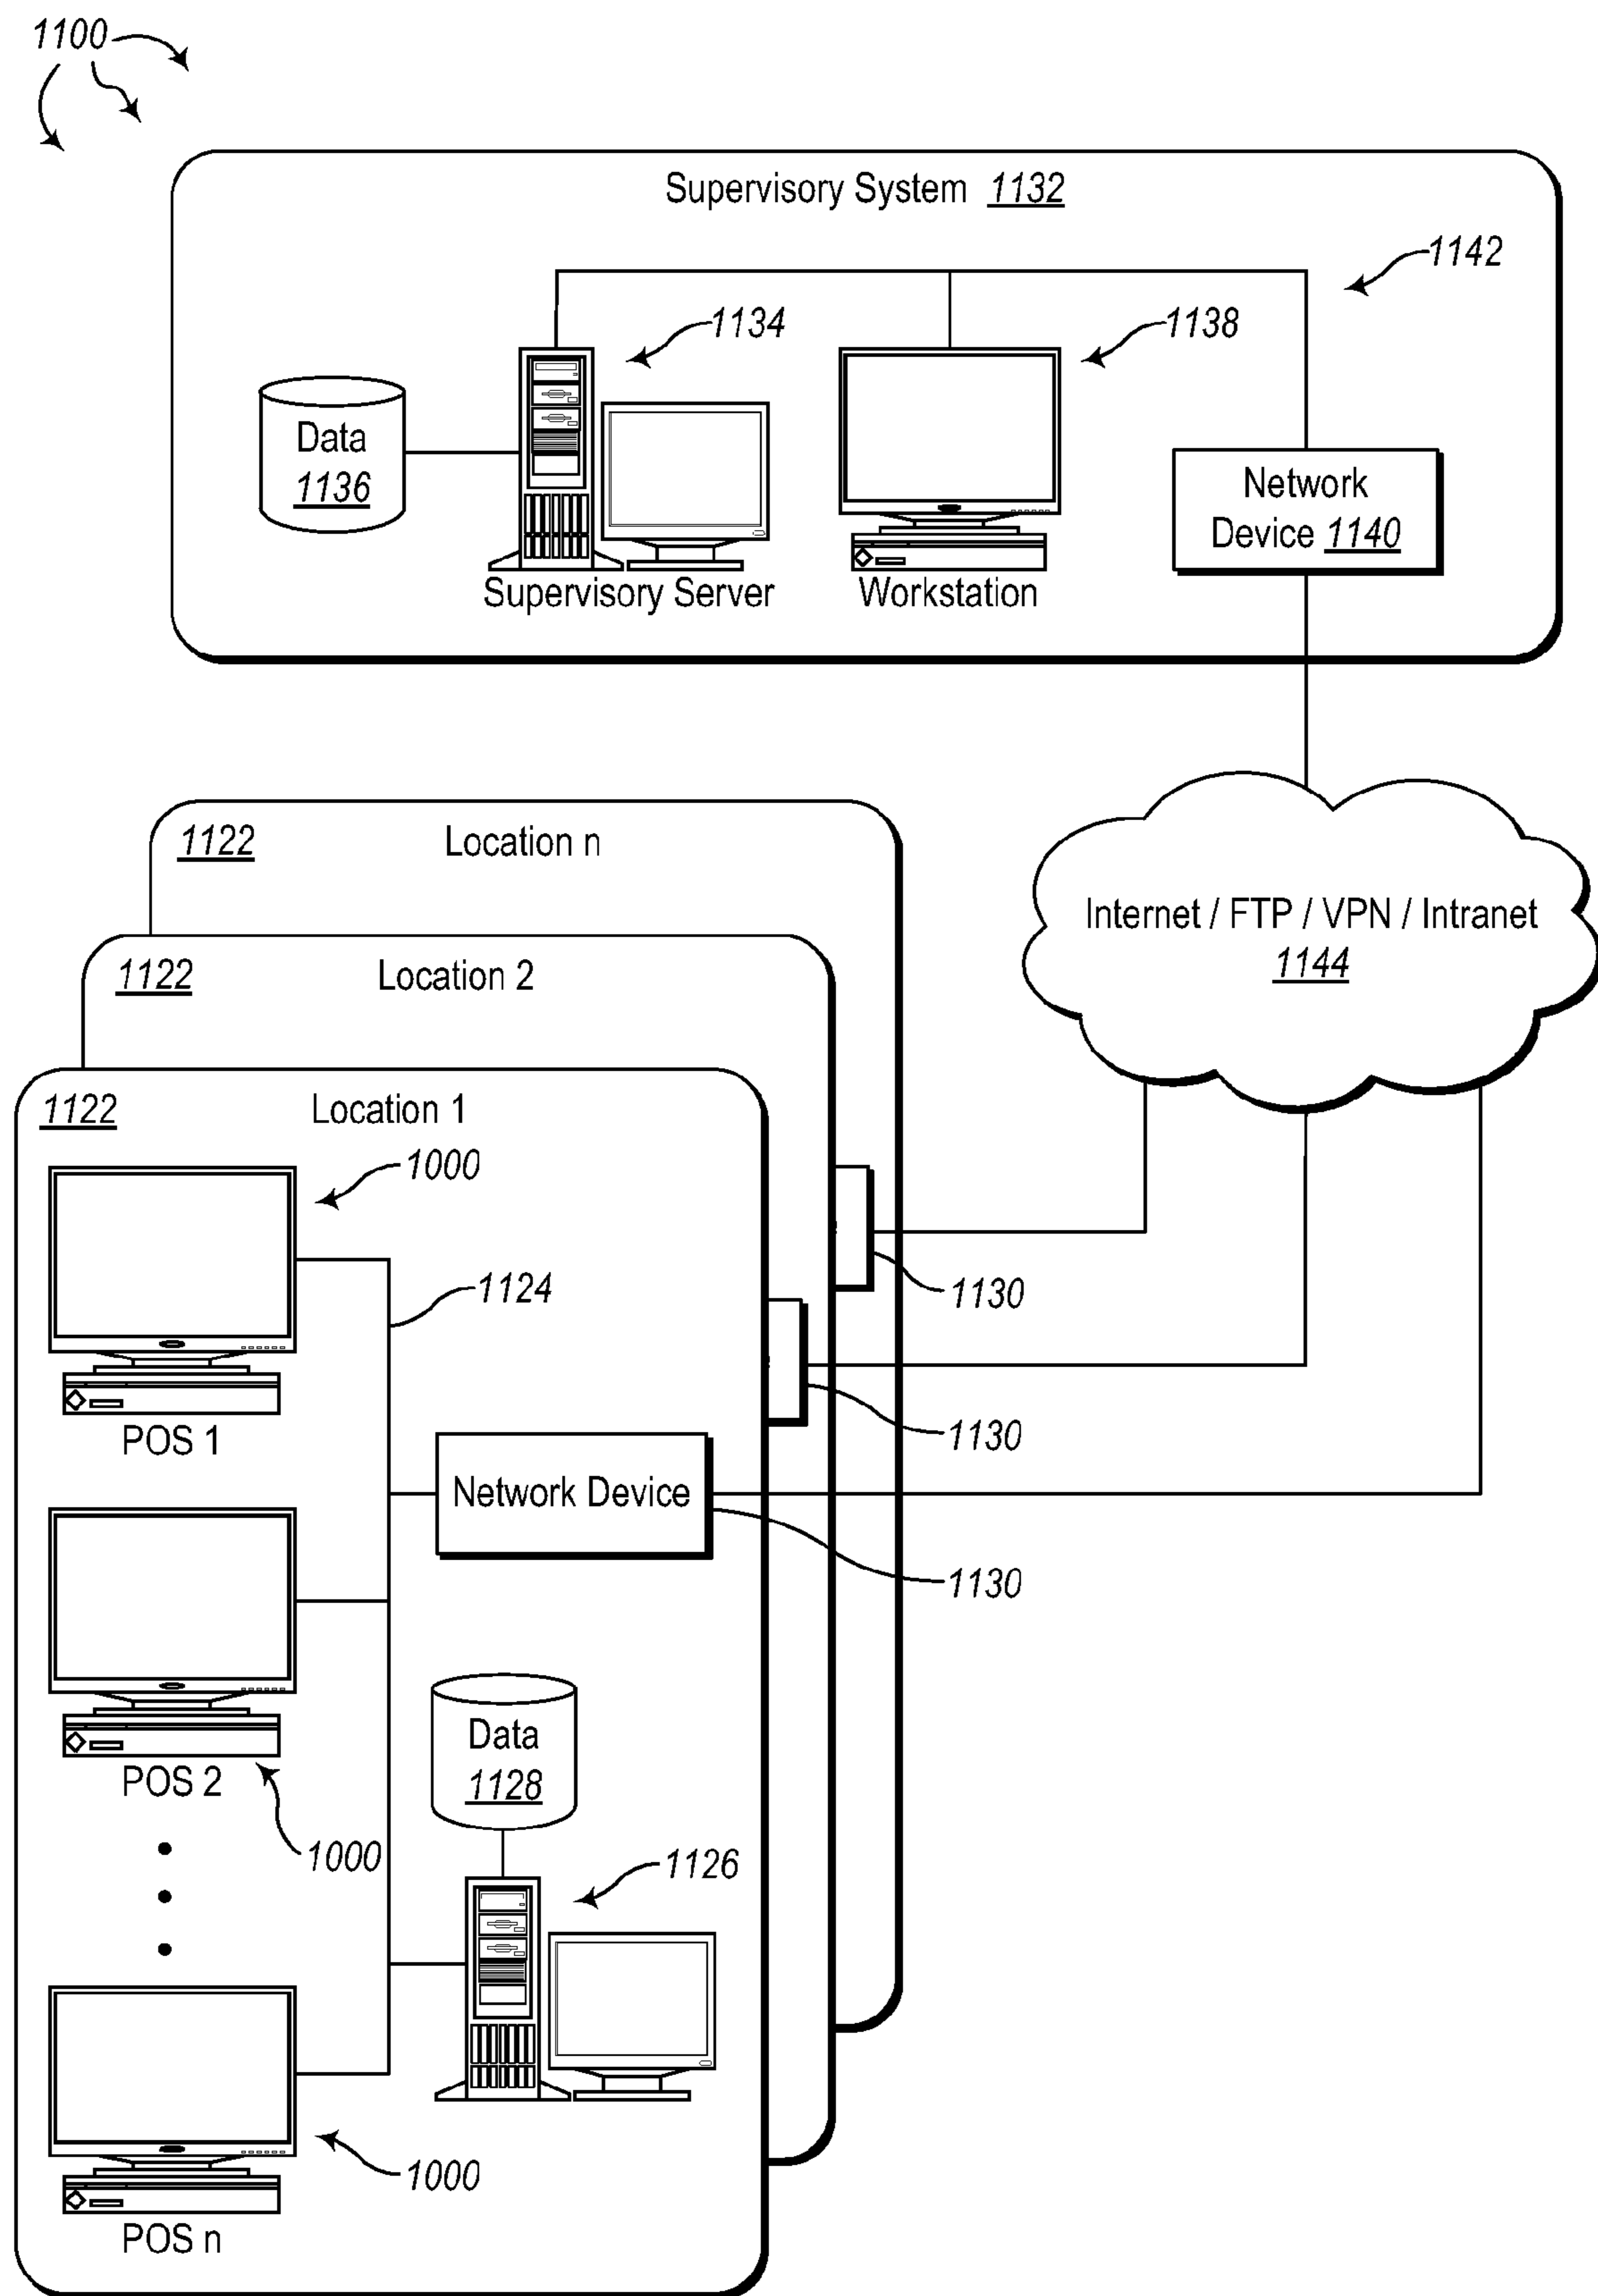 1100
Supervisory System 1132
1142
1134
1138
Data
1136
Network
Device 1140
Supervisory Server
Workstation
1122
Location n
Internet / FTP / VPN / Intranet
1144
1122
Location 2
1122
Location 1
1000
1124
1130
POS 1
1130
Network Device
1130
Data
1128
POS 2
1000
1126
1000
POS n